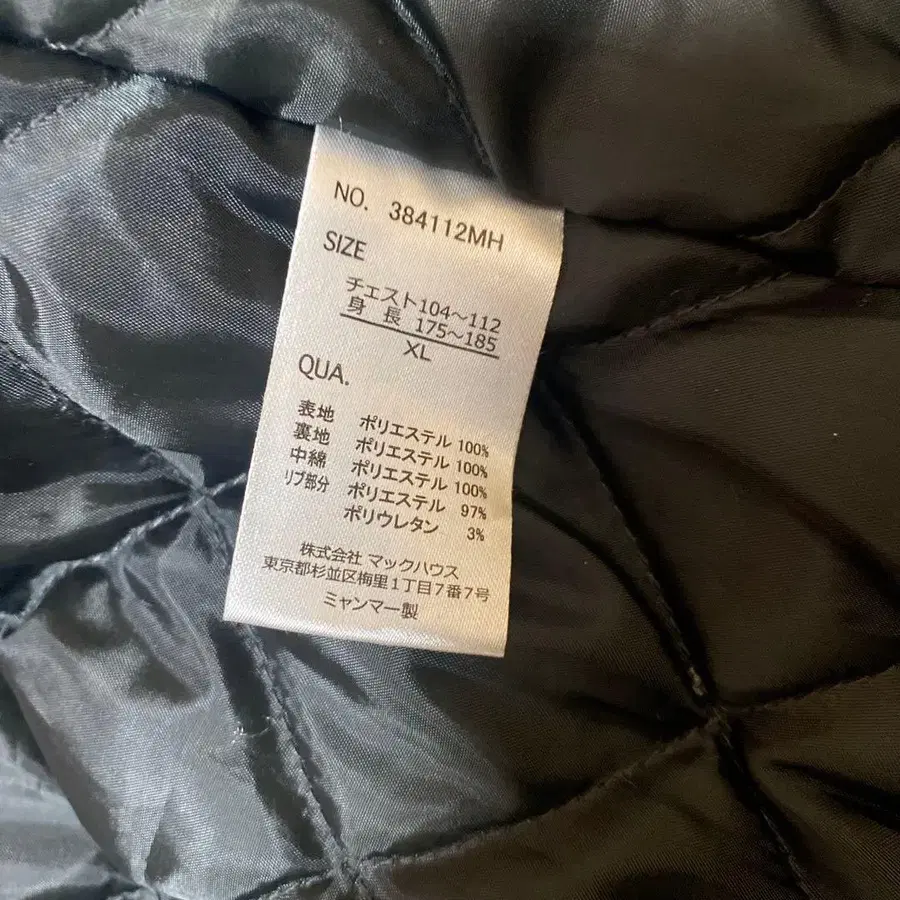 NO. 384112MH
SIZE
チェスト104～112
身 長 175～185
XL
QUA.
表地 ポリエステル 100%
裏地 ポリエステル 100%
中綿 ポリエステル 100%
リブ部分 ポリエステル 97%
ポリウレタン 3%
株式会社 マックハウス
東京都杉並区梅里1丁目7番7号
ミャンマー製